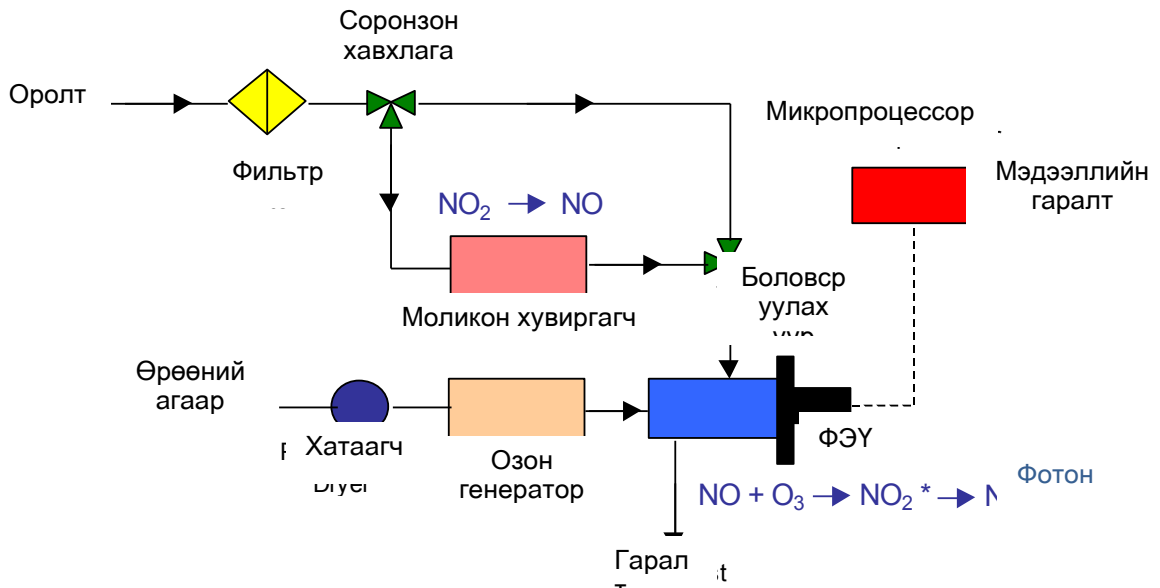 Соронзон
хавхлага
Оролт
Микропроцессор
Фильтр
Мэдээллийн
гаралт
NO₂ → NO
Боловср
уулах
Моликон хувиргагч
Өрөөний
агаар
Хатаагч
Озон
генератор
ФЭҮ
Фотон
NO + O₃ → NO₂ * →
Гарал